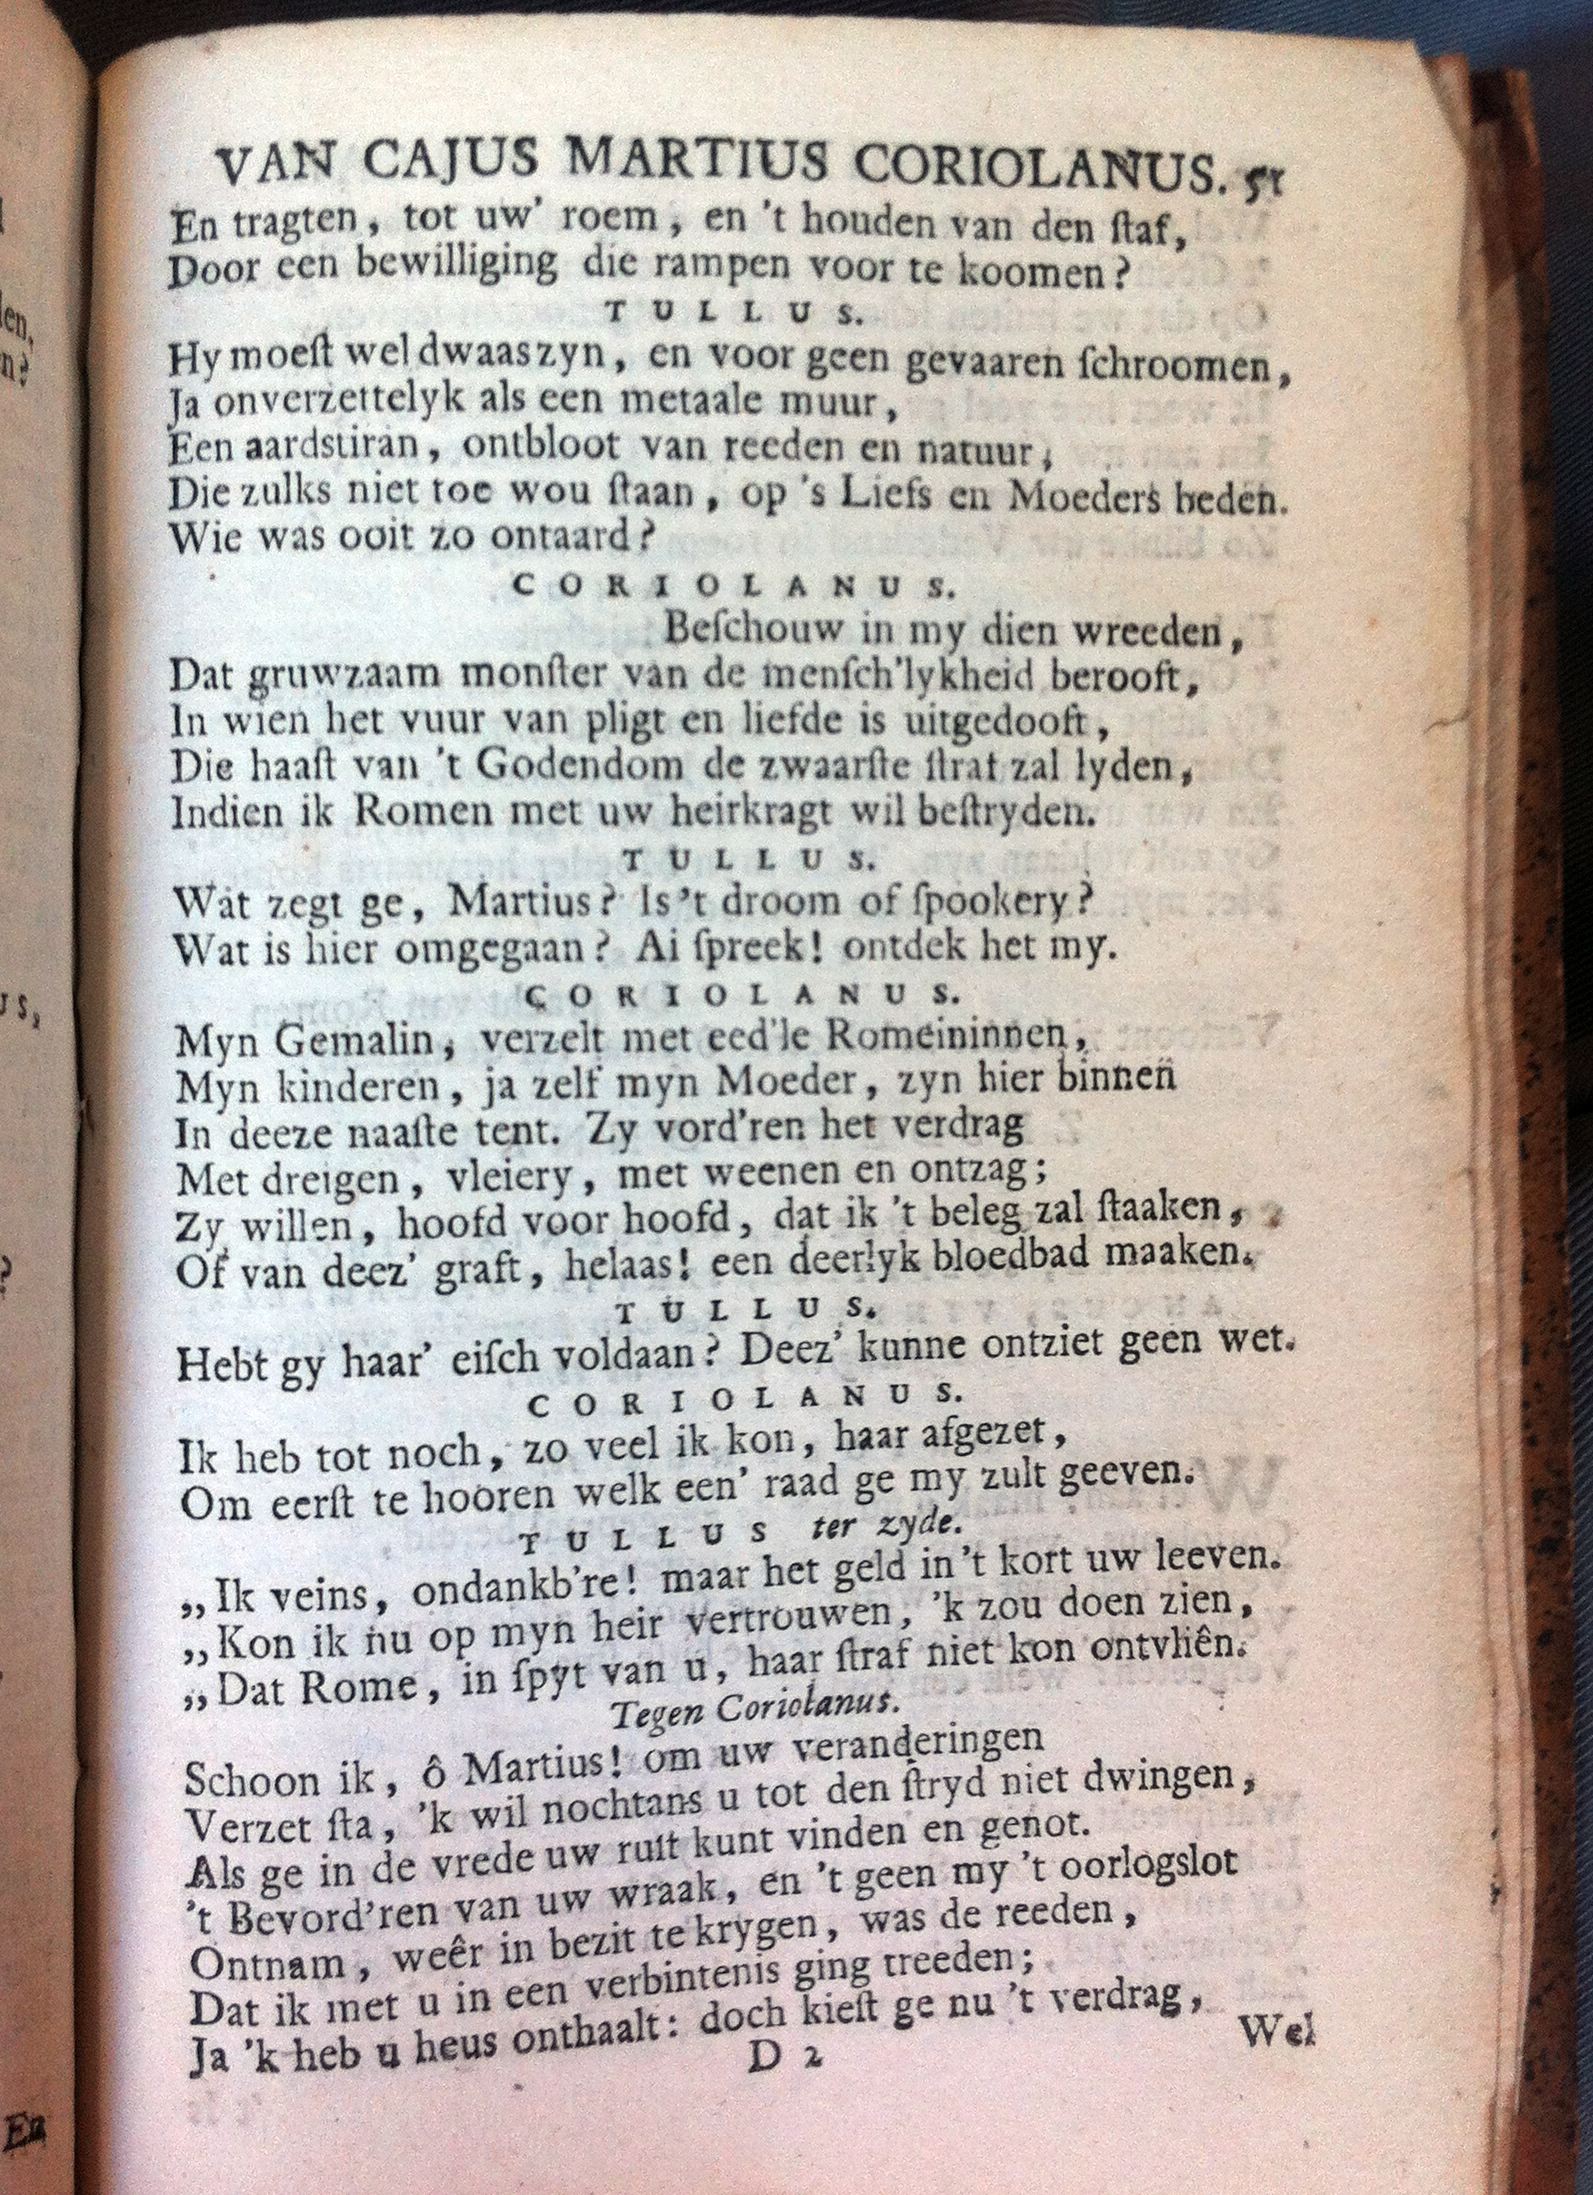 VAN CAJUS MARTIUS CORIOLANUS. 51
En tragten, tot uw' roem, en 't houden van den ſtaf,
Door een bewilliging die rampen voor te koomen?
TULLUS.
Hy moeſt wel dwaas zyn, en voor geen gevaaren ſchroomen,
Ja onverzettelyk als een metaale muur,
Een aardstiran, ontbloot van reeden en natuur,
Die zulks niet toe wou ſtaan, op 's Liefs en Moeders beden.
Wie was ooit zo ontaard?
CORIOLANUS.
Beſchouw in my dien wreeden,
Dat gruwzaam monſter van de menſch'lykheid berooft,
In wien het vuur van pligt en liefde is uitgedooft,
Die haaſt van 't Godendom de zwaarſte ſtraf zal lyden,
Indien ik Romen met uw heirkragt wil beſtryden.
TULLUS.
Wat zegt ge, Martius? Is 't droom of ſpookery?
Wat is hier omgegaan? Ai ſpreek! ontdek het my.
CORIOLANUS.
Myn Gemalin, verzelt met eed'le Romeininnen,
Myn kinderen, ja zelf myn Moeder, zyn hier binnen
In deeze naaſte tent. Zy vord'ren het verdrag
Met dreigen, vleiery, met weenen en ontzag;
Zy willen, hoofd voor hoofd, dat ik 't beleg zal ſtaaken,
Of van deez' graft, helaas! een deerlyk bloedbad maaken.
TULLUS.
Hebt gy haar' eiſch voldaan? Deez' kunne ontziet geen wet.
CORIOLANUS.
Ik heb tot noch, zo veel ik kon, haar afgezet,
Om eerſt te hooren welk een' raad ge my zult geeven.
TULLUS ter zyde.
„Ik veins, ondankb're! maar het geld in 't kort uw leeven.
„Kon ik nu op myn heir vertrouwen, 'k zou doen zien,
„Dat Rome, in ſpyt van u, haar ſtraf niet kon ontvliên.
Tegen Coriolanus.
Schoon ik, ô Martius! om uw veranderingen
Verzet ſta, 'k wil nochtans u tot den ſtryd niet dwingen,
Als ge in de vrede uw ruſt kunt vinden en genot.
't Bevord'ren van uw wraak, en 't geen my 't oorlogslot
Ontnam, weêr in bezit te krygen, was de reeden,
Dat ik met u in een verbintenis ging treeden;
Ja 'k heb u heus onthaalt: doch kieſt ge nu 't verdrag,
D 2 Wel